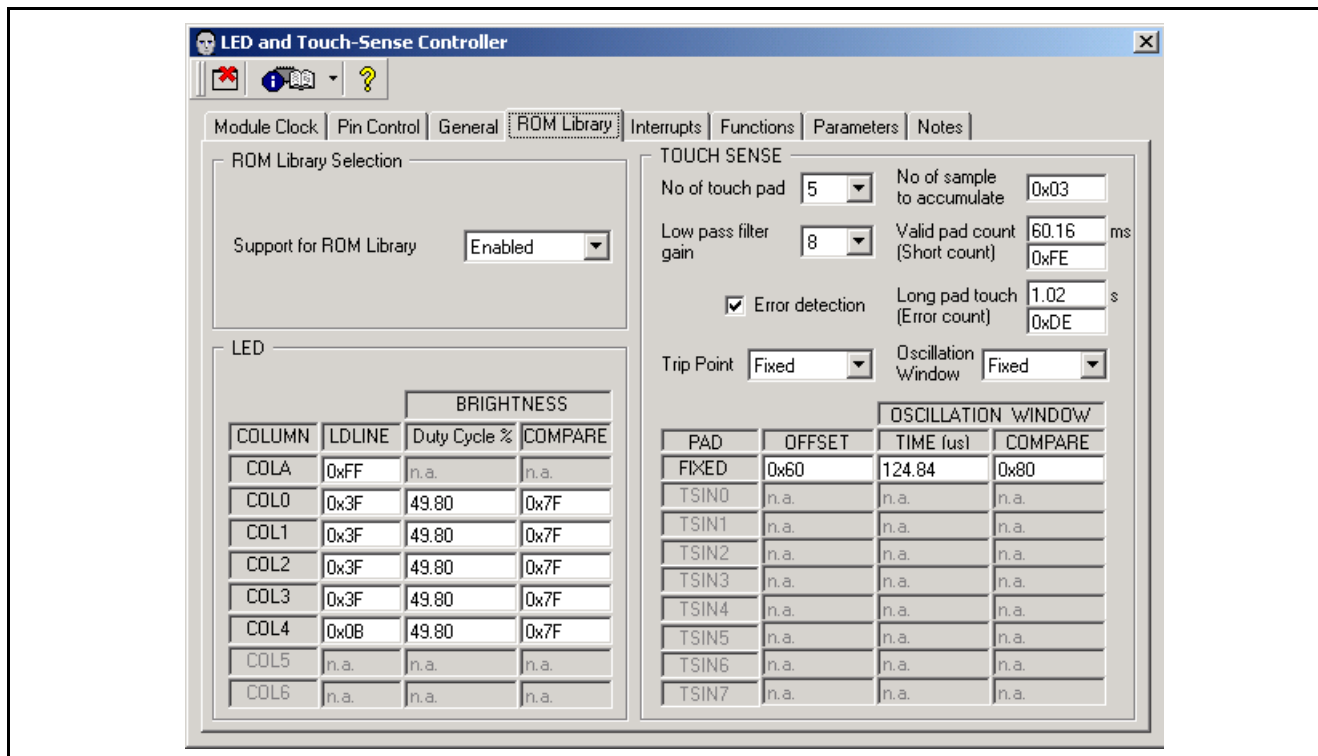 LED and Touch-Sense Controller
Module Clock Pin Control General ROM Library Interrupts Functions Parameters Notes
ROM Library Selection
Support for ROM Library Enabled
LED
BRIGHTNESS
COLUMN LDLINE Duty Cycle % COMPARE
COLA 0xFF n.a. n.a.
COL0 0x3F 49.80 0x7F
COL1 0x3F 49.80 0x7F
COL2 0x3F 49.80 0x7F
COL3 0x3F 49.80 0x7F
COL4 0x0B 49.80 0x7F
COL5 n.a. n.a. n.a.
COL6 n.a. n.a. n.a.
TOUCH SENSE
No of touch pad 5
No of sample
to accumulate 0x03
Low pass filter
gain 8
Valid pad count 60.16 ms
(Short count) 0xFE
Error detection
Long pad touch 1.02 s
(Error count) 0xDE
Trip Point Fixed
Oscillation
Window Fixed
OSCILLATION WINDOW
PAD OFFSET TIME (us) COMPARE
FIXED 0x60 124.84 0x80
TSIN0 n.a. n.a. n.a.
TSIN1 n.a. n.a. n.a.
TSIN2 n.a. n.a. n.a.
TSIN3 n.a. n.a. n.a.
TSIN4 n.a. n.a. n.a.
TSIN5 n.a. n.a. n.a.
TSIN6 n.a. n.a. n.a.
TSIN7 n.a. n.a. n.a.